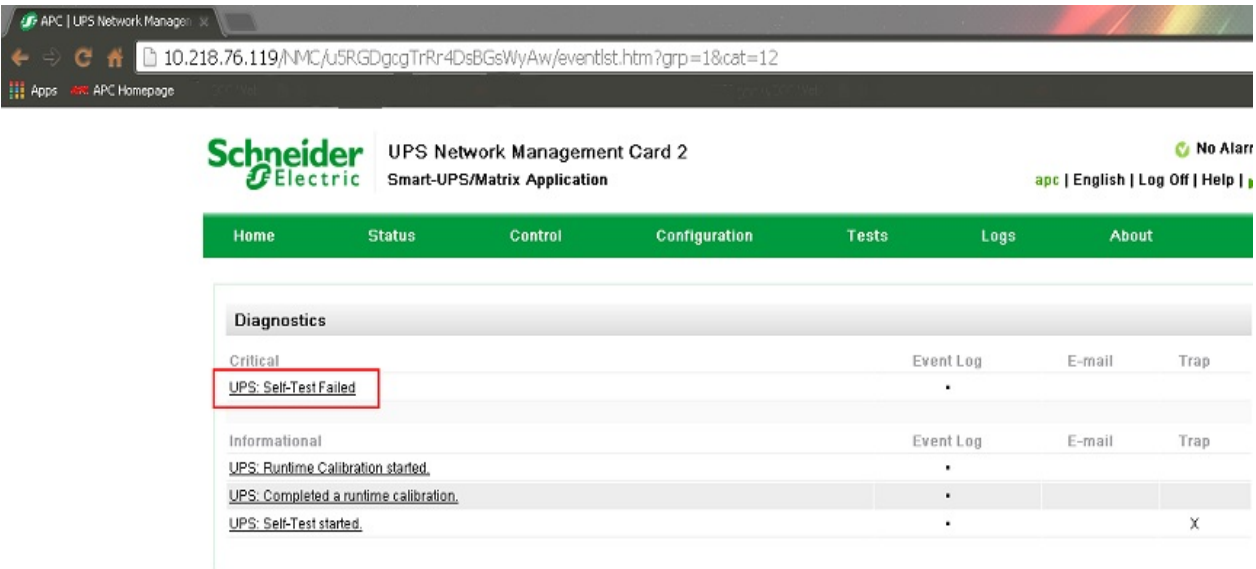 APC | UPS Network Managen x
10.218.76.119/NMC/u5RGDgcgTrRr4DsBGsWyAw/eventlst.htm?grp=1&cat=12
Apps APC APC Homepage
Schneider Electric
UPS Network Management Card 2
Smart-UPS/Matrix Application
No Alarr
apc | English | Log Off | Help |
Home Status Control Configuration Tests Logs About
Diagnostics
Critical Event Log E-mail Trap
UPS: Self-Test Failed •
Informational Event Log E-mail Trap
UPS: Runtime Calibration started. •
UPS: Completed a runtime calibration. •
UPS: Self-Test started. • X